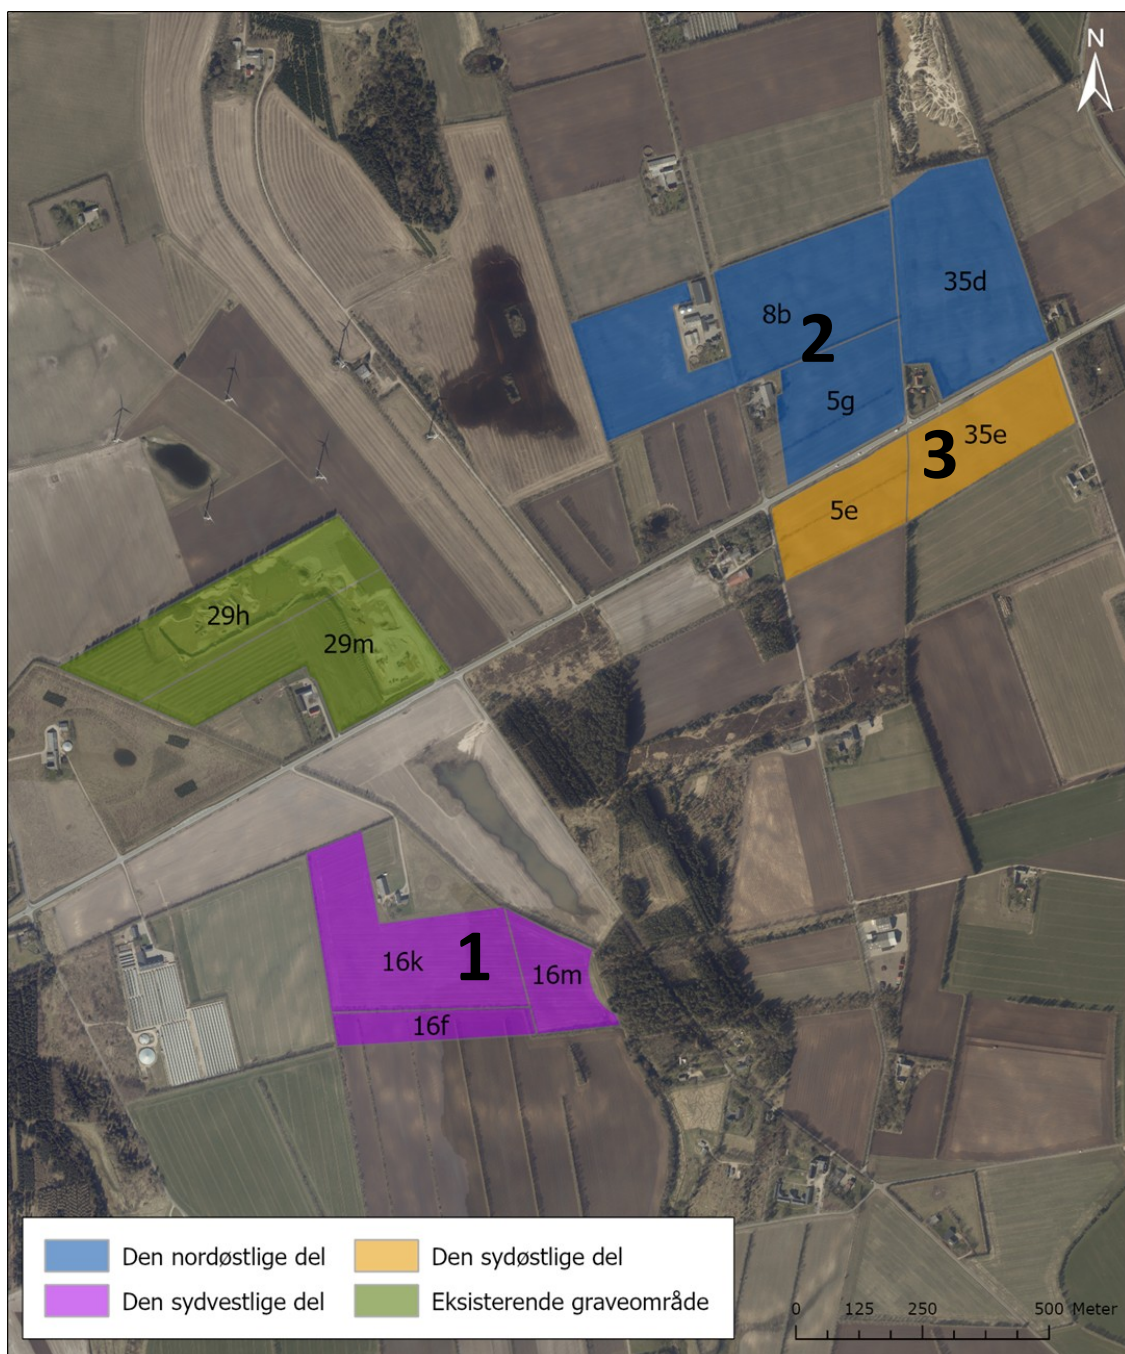 N
35d
8b
2
5g
3
35e
5e
29h
29m
1
16k
16m
16f
Den nordøstlige del
Den sydøstlige del
Den sydvestlige del
Eksisterende graveområde
0 125 250 500 Meter